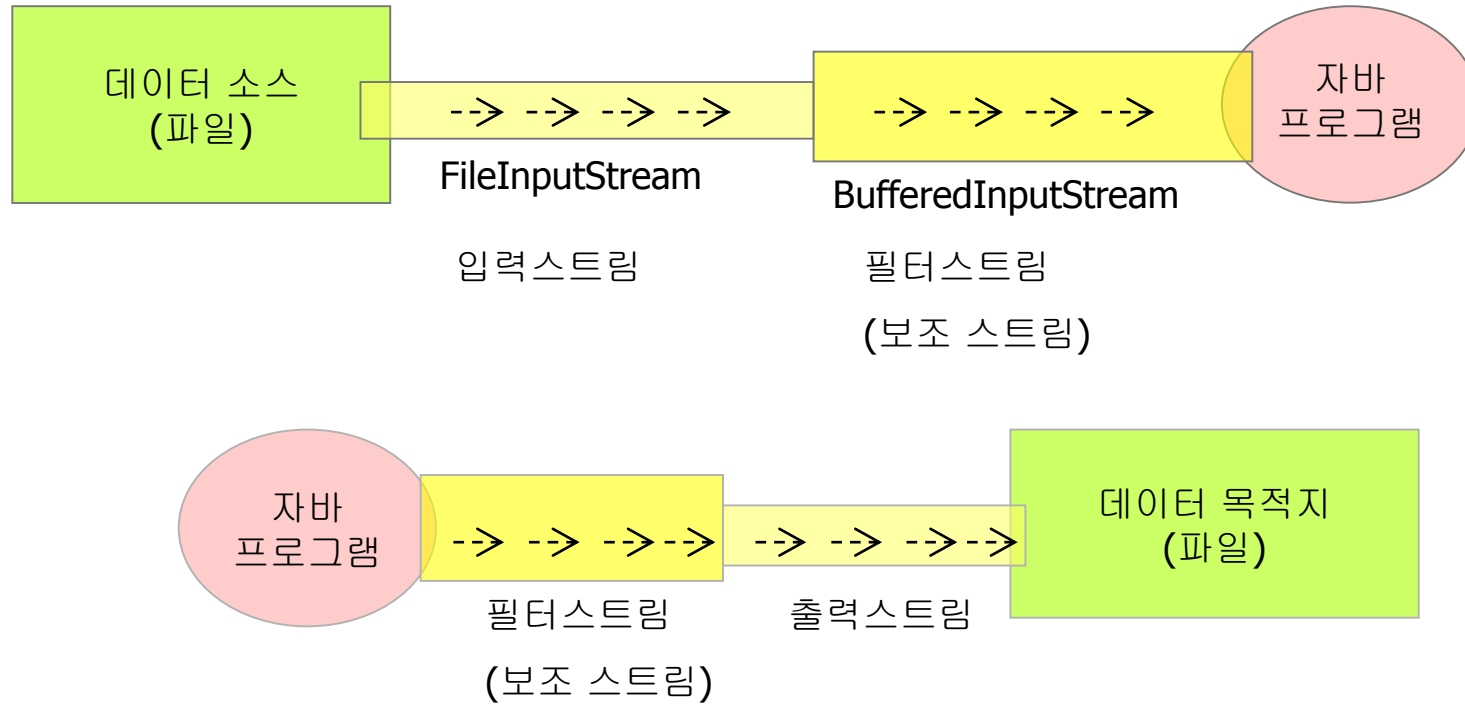 데이터 소스
(파일)
자바
프로그램
FileInputStream
BufferedInputStream
입력스트림
필터스트림
(보조 스트림)
자바
프로그램
데이터 목적지
(파일)
필터스트림
출력스트림
(보조 스트림)